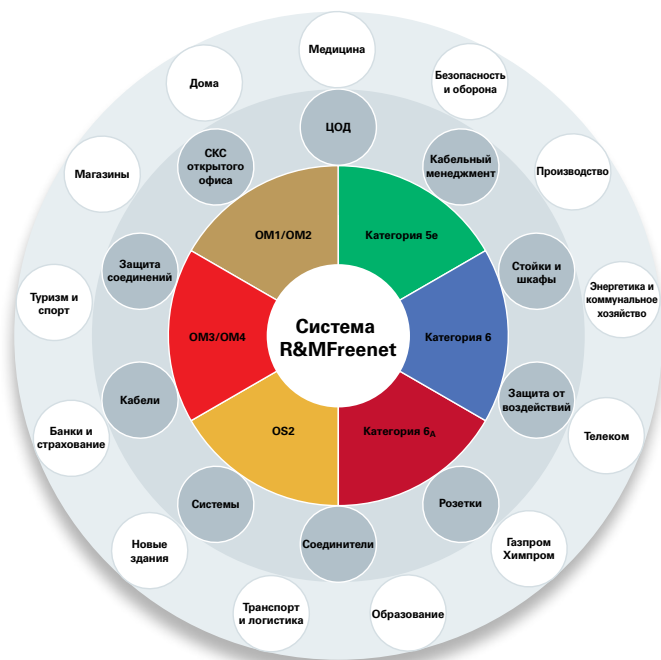 Медицина
Безопасность
и оборона
Производство
Энергетика и
коммунальное
хозяйство
Телеком
Газпром
Химпром
Образование
Транспорт
и логистика
Новые
здания
Банки и
страхование
Туризм и
спорт
Магазины
Дома
ЦОД
Кабельный
менеджмент
Стойки и
шкафы
Защита от
воздействий
Розетки
Соединители
Системы
Кабели
Защита
соединений
СКС
открытого
офиса
Категория 5е
Категория 6
Категория 6A
OS2
OM3/OM4
OM1/OM2
Система
R&MFreenet